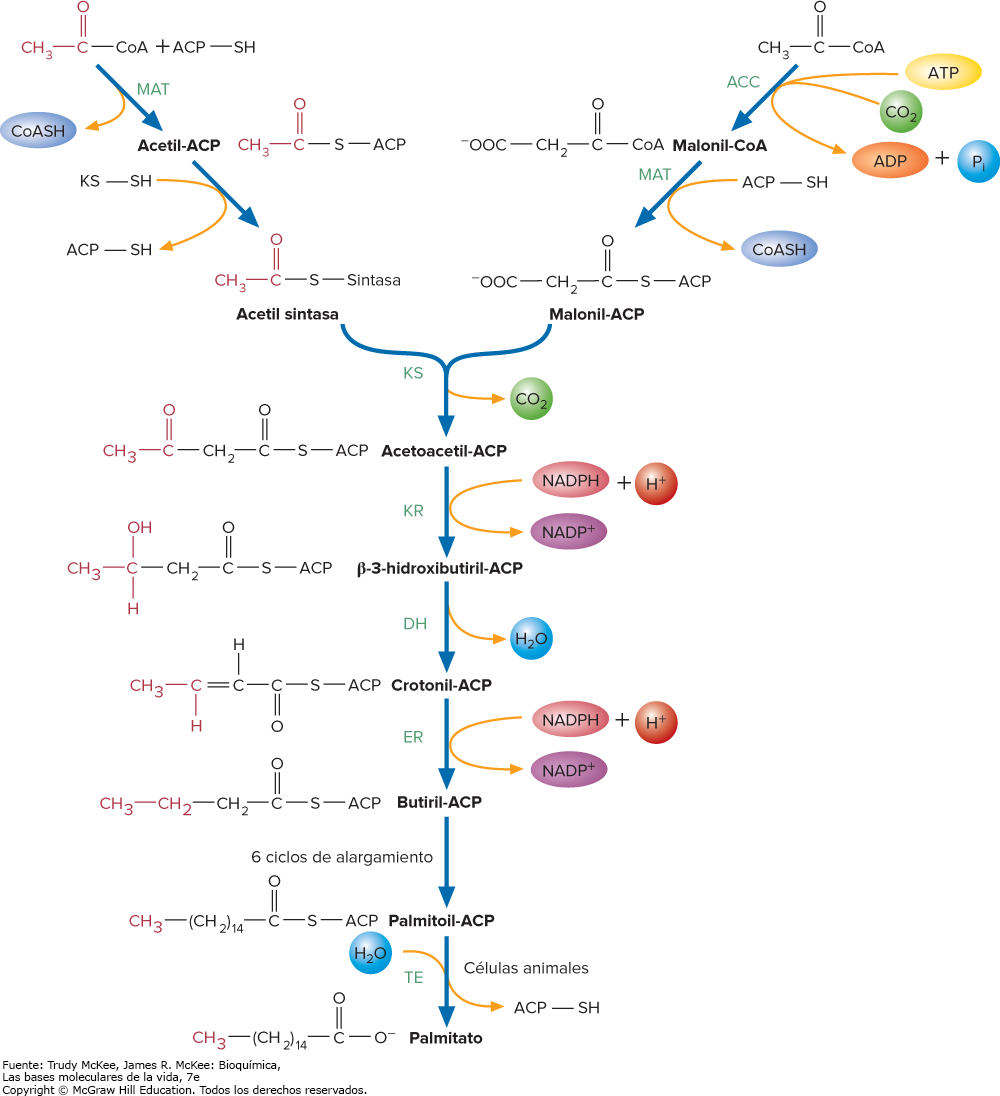 O
CH3—C—CoA + ACP—SH
MAT
CoASH
Acetil-ACP
O
CH3—C—S—ACP
KS—SH
ACP—SH
O
CH3—C—S—Sintasa
Acetil sintasa
O
CH3—C—CoA
ACC
ATP
CO2
ADP + Pi
O
⁻OOC—CH2—C—CoA Malonil-CoA
MAT
ACP—SH
CoASH
O
⁻OOC—CH2—C—S—ACP
Malonil-ACP
KS
CO2
O O
CH3—C—CH2—C—S—ACP Acetoacetil-ACP
NADPH + H⁺
KR
NADP⁺
OH O
CH3—C—CH2—C—S—ACP β-3-hidroxibutiril-ACP
H
DH
H2O
H
CH3—C=C—C—S—ACP Crotonil-ACP
H O
NADPH + H⁺
ER
NADP⁺
O
CH3—CH2—CH2—C—S—ACP Butiril-ACP
6 ciclos de alargamiento
O
CH3—(CH2)14—C—S—ACP Palmitoil-ACP
H2O
TE
Células animales
ACP—SH
O
CH3—(CH2)14—C—O⁻ Palmitato
Fuente: Trudy McKee, James R. McKee: Bioquímica,
Las bases moleculares de la vida, 7e
Copyright © McGraw Hill Education. Todos los derechos reservados.